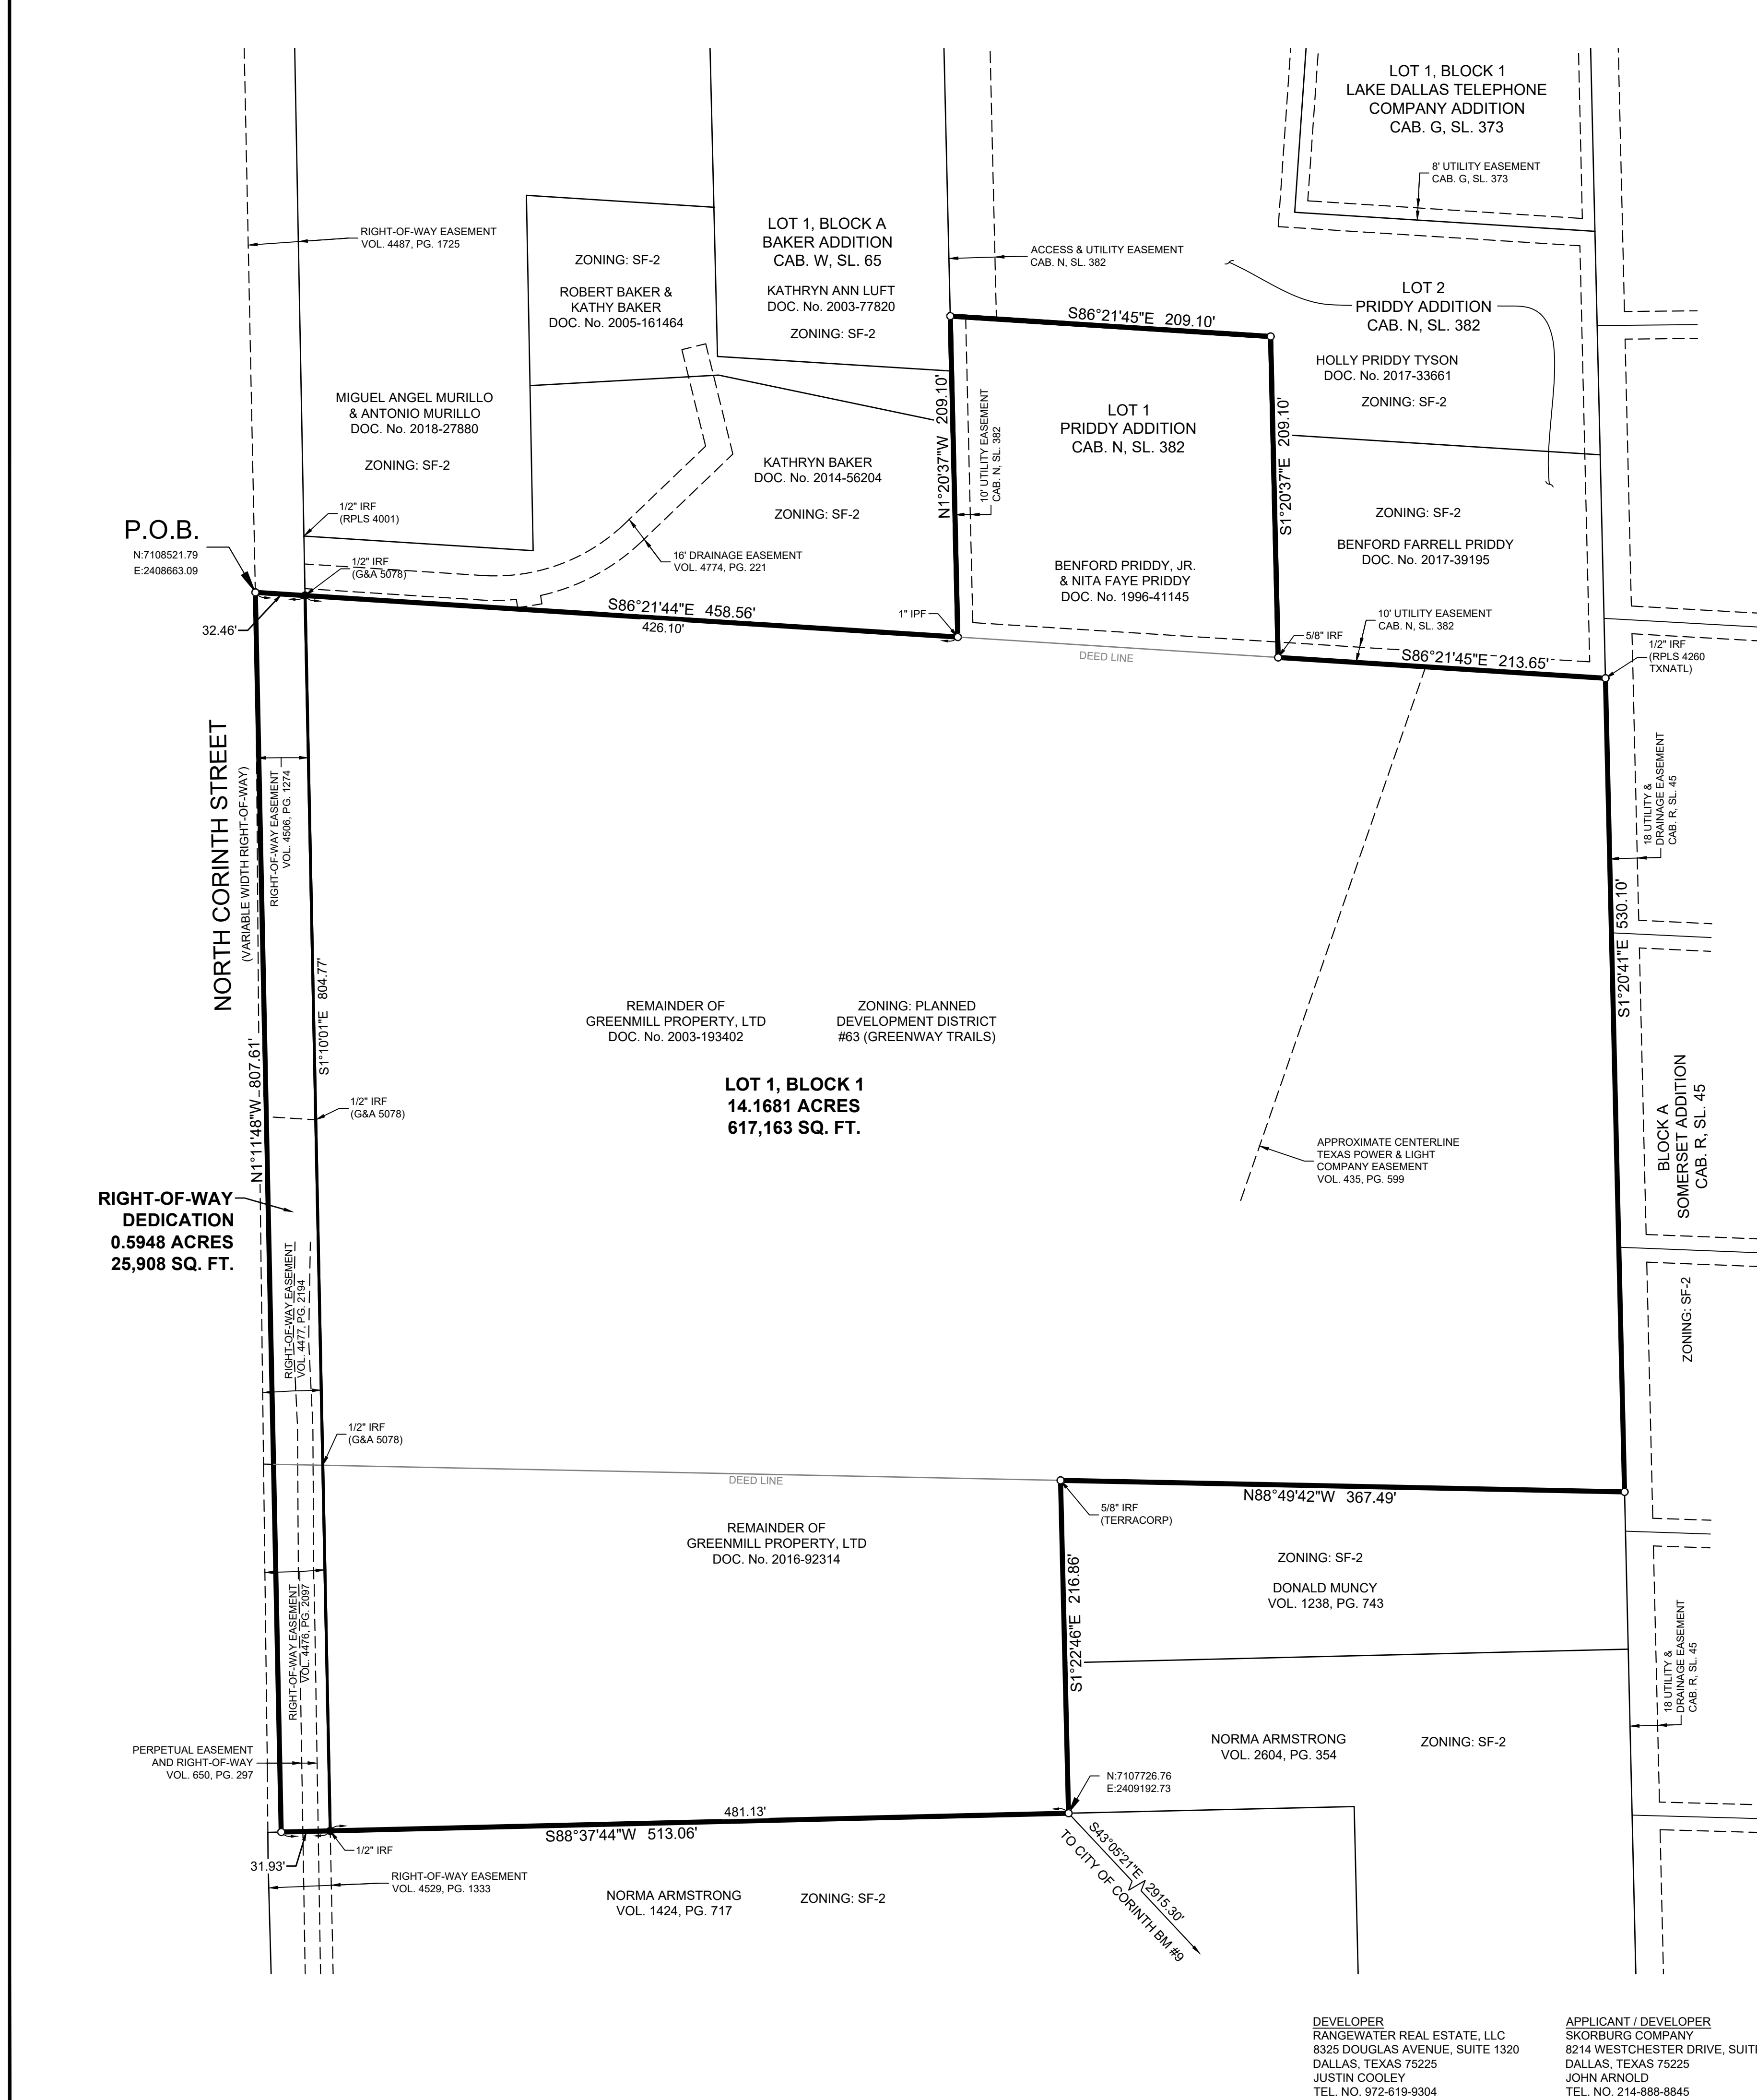 LOT 1, BLOCK 1
LAKE DALLAS TELEPHONE
COMPANY ADDITION
CAB. G, SL. 373
8' UTILITY EASEMENT
CAB. G, SL. 373
RIGHT-OF-WAY EASEMENT
VOL. 4487, PG. 1725
ZONING: SF-2
ROBERT BAKER &
KATHY BAKER
DOC. No. 2005-161464
LOT 1, BLOCK A
BAKER ADDITION
CAB. W, SL. 65
KATHRYN ANN LUFT
DOC. No. 2003-77820
ZONING: SF-2
ACCESS & UTILITY EASEMENT
CAB. N, SL. 382
LOT 2
PRIDDY ADDITION
CAB. N, SL. 382
HOLLY PRIDDY TYSON
DOC. No. 2017-33661
ZONING: SF-2
S86°21'45"E 209.10'
N1°20'37"W 209.10'
10' UTILITY EASEMENT
CAB. N, SL. 382
LOT 1
PRIDDY ADDITION
CAB. N, SL. 382
S1°20'37"E 209.10'
MIGUEL ANGEL MURILLO
& ANTONIO MURILLO
DOC. No. 2018-27880
ZONING: SF-2
KATHRYN BAKER
DOC. No. 2014-56204
ZONING: SF-2
ZONING: SF-2
BENFORD FARRELL PRIDDY
DOC. No. 2017-39195
BENFORD PRIDDY, JR.
& NITA FAYE PRIDDY
DOC. No. 1996-41145
1/2" IRF
(RPLS 4001)
P.O.B.
N:7108521.79
E:2408663.09
1/2" IRF
(G&A 5078)
16' DRAINAGE EASEMENT
VOL. 4774, PG. 221
32.46'
S86°21'44"E 458.56'
426.10'
1" IPF
DEED LINE
5/8" IRF
10' UTILITY EASEMENT
CAB. N, SL. 382
S86°21'45"E 213.65'
1/2" IRF
(RPLS 4260
TXNATL)
NORTH CORINTH STREET
(VARIABLE WIDTH RIGHT-OF-WAY)
RIGHT-OF-WAY EASEMENT
VOL. 4506, PG. 1274
18 UTILITY &
DRAINAGE EASEMENT
CAB. R, SL. 45
S1°20'41"E 530.10'
S1°10'01"E 804.77'
N1°11'48"W 807.61'
REMAINDER OF
GREENMILL PROPERTY, LTD
DOC. No. 2003-193402
ZONING: PLANNED
DEVELOPMENT DISTRICT
#63 (GREENWAY TRAILS)
LOT 1, BLOCK 1
14.1681 ACRES
617,163 SQ. FT.
1/2" IRF
(G&A 5078)
APPROXIMATE CENTERLINE
TEXAS POWER & LIGHT
COMPANY EASEMENT
VOL. 435, PG. 599
BLOCK A
SOMERSET ADDITION
CAB. R, SL. 45
RIGHT-OF-WAY
DEDICATION
0.5948 ACRES
25,908 SQ. FT.
RIGHT-OF-WAY EASEMENT
VOL. 4477, PG. 2194
ZONING: SF-2
1/2" IRF
(G&A 5078)
DEED LINE
N88°49'42"W 367.49'
5/8" IRF
(TERRACORP)
REMAINDER OF
GREENMILL PROPERTY, LTD
DOC. No. 2016-92314
ZONING: SF-2
DONALD MUNCY
VOL. 1238, PG. 743
S1°22'46"E 216.86'
RIGHT-OF-WAY EASEMENT
VOL. 4476, PG. 2097
18 UTILITY &
DRAINAGE EASEMENT
CAB. R, SL. 45
PERPETUAL EASEMENT
AND RIGHT-OF-WAY
VOL. 650, PG. 297
NORMA ARMSTRONG
VOL. 2604, PG. 354
ZONING: SF-2
N:7107726.76
E:2409192.73
481.13'
S88°37'44"W 513.06'
31.93'
1/2" IRF
RIGHT-OF-WAY EASEMENT
VOL. 4529, PG. 1333
NORMA ARMSTRONG
VOL. 1424, PG. 717
ZONING: SF-2
S43°05'21"E 2915.30'
TO CITY OF CORINTH BM #9
DEVELOPER
RANGEWATER REAL ESTATE, LLC
8325 DOUGLAS AVENUE, SUITE 1320
DALLAS, TEXAS 75225
JUSTIN COOLEY
TEL. NO. 972-619-9304
APPLICANT / DEVELOPER
SKORBURG COMPANY
8214 WESTCHESTER DRIVE, SUITE
DALLAS, TEXAS 75225
JOHN ARNOLD
TEL. NO. 214-888-8845